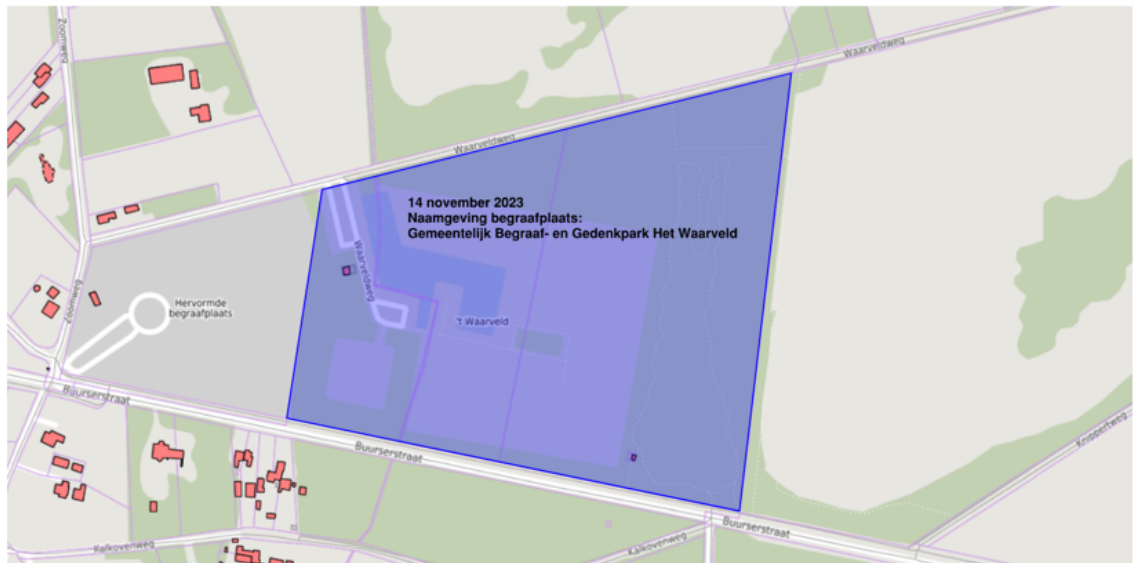 Zoomweg
Waarveldweg
Waarveldweg
14 november 2023
Naamgeving begraafplaats:
Gemeentelijk Begraaf- en Gedenkpark Het Waarveld
Waarveldweg
Zoomweg
Hervormde
begraafplaats
't Waarveld
Buurserstraat
Buurserstraat
Knippertweg
Buurserstraat
Kalkovenweg
Kalkovenweg